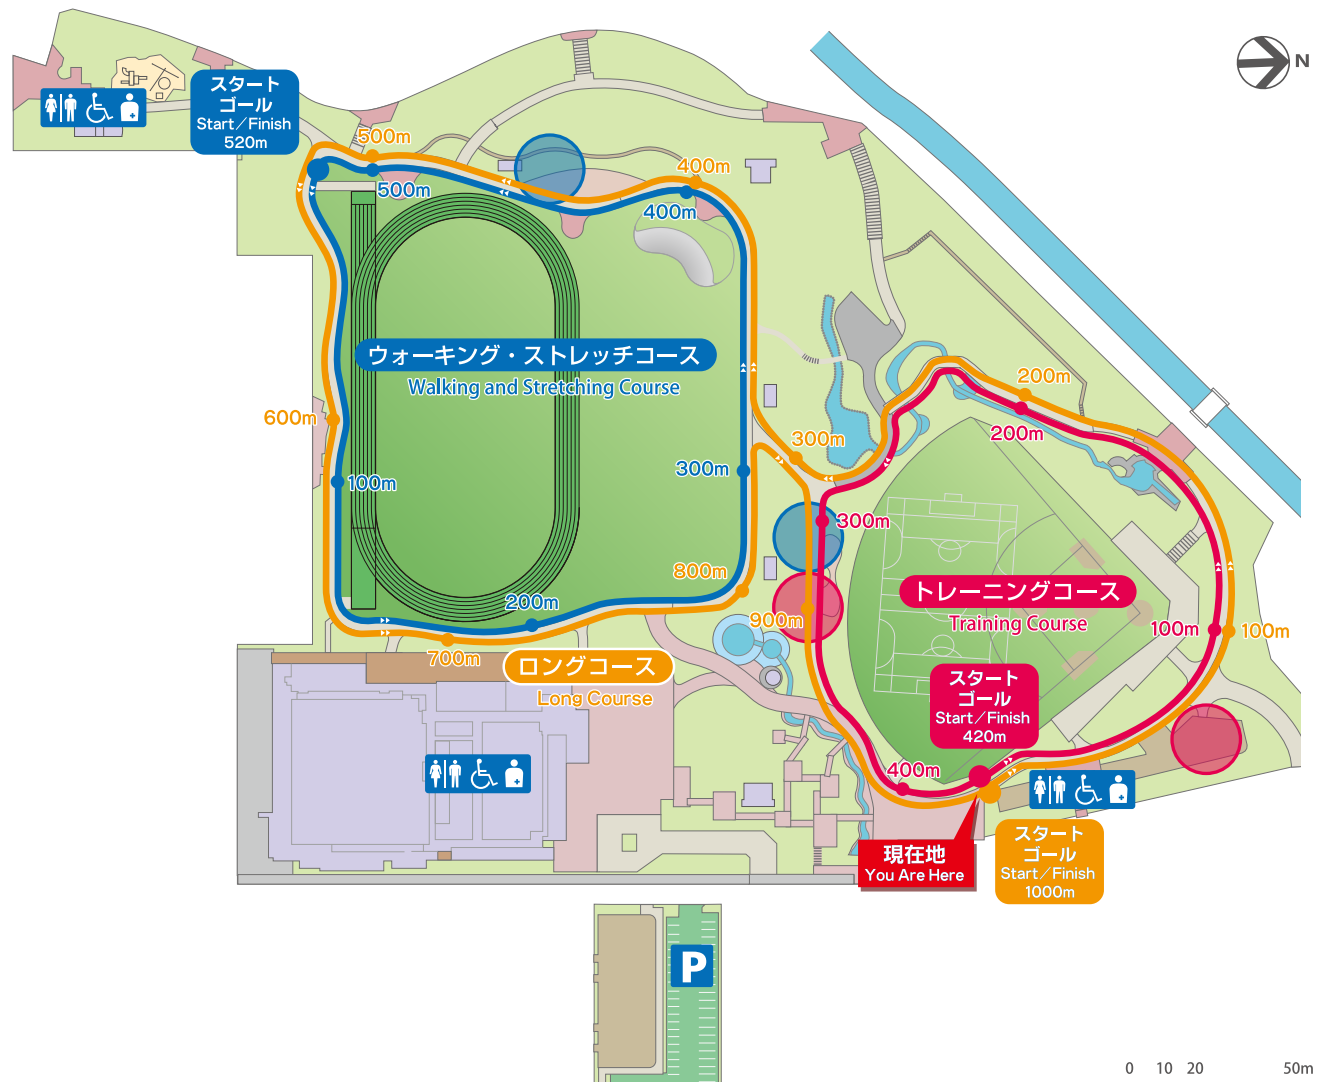 N
スタート
ゴール
Start/Finish
520m
500m
500m
400m
400m
ウォーキング・ストレッチコース
Walking and Stretching Course
200m
200m
600m
300m
300m
100m
300m
800m
トレーニングコース
Training Course
200m
900m
100m
100m
700m
ロングコース
Long Course
スタート
ゴール
Start/Finish
420m
400m
スタート
ゴール
Start/Finish
1000m
現在地
You Are Here
P
0 10 20 50m